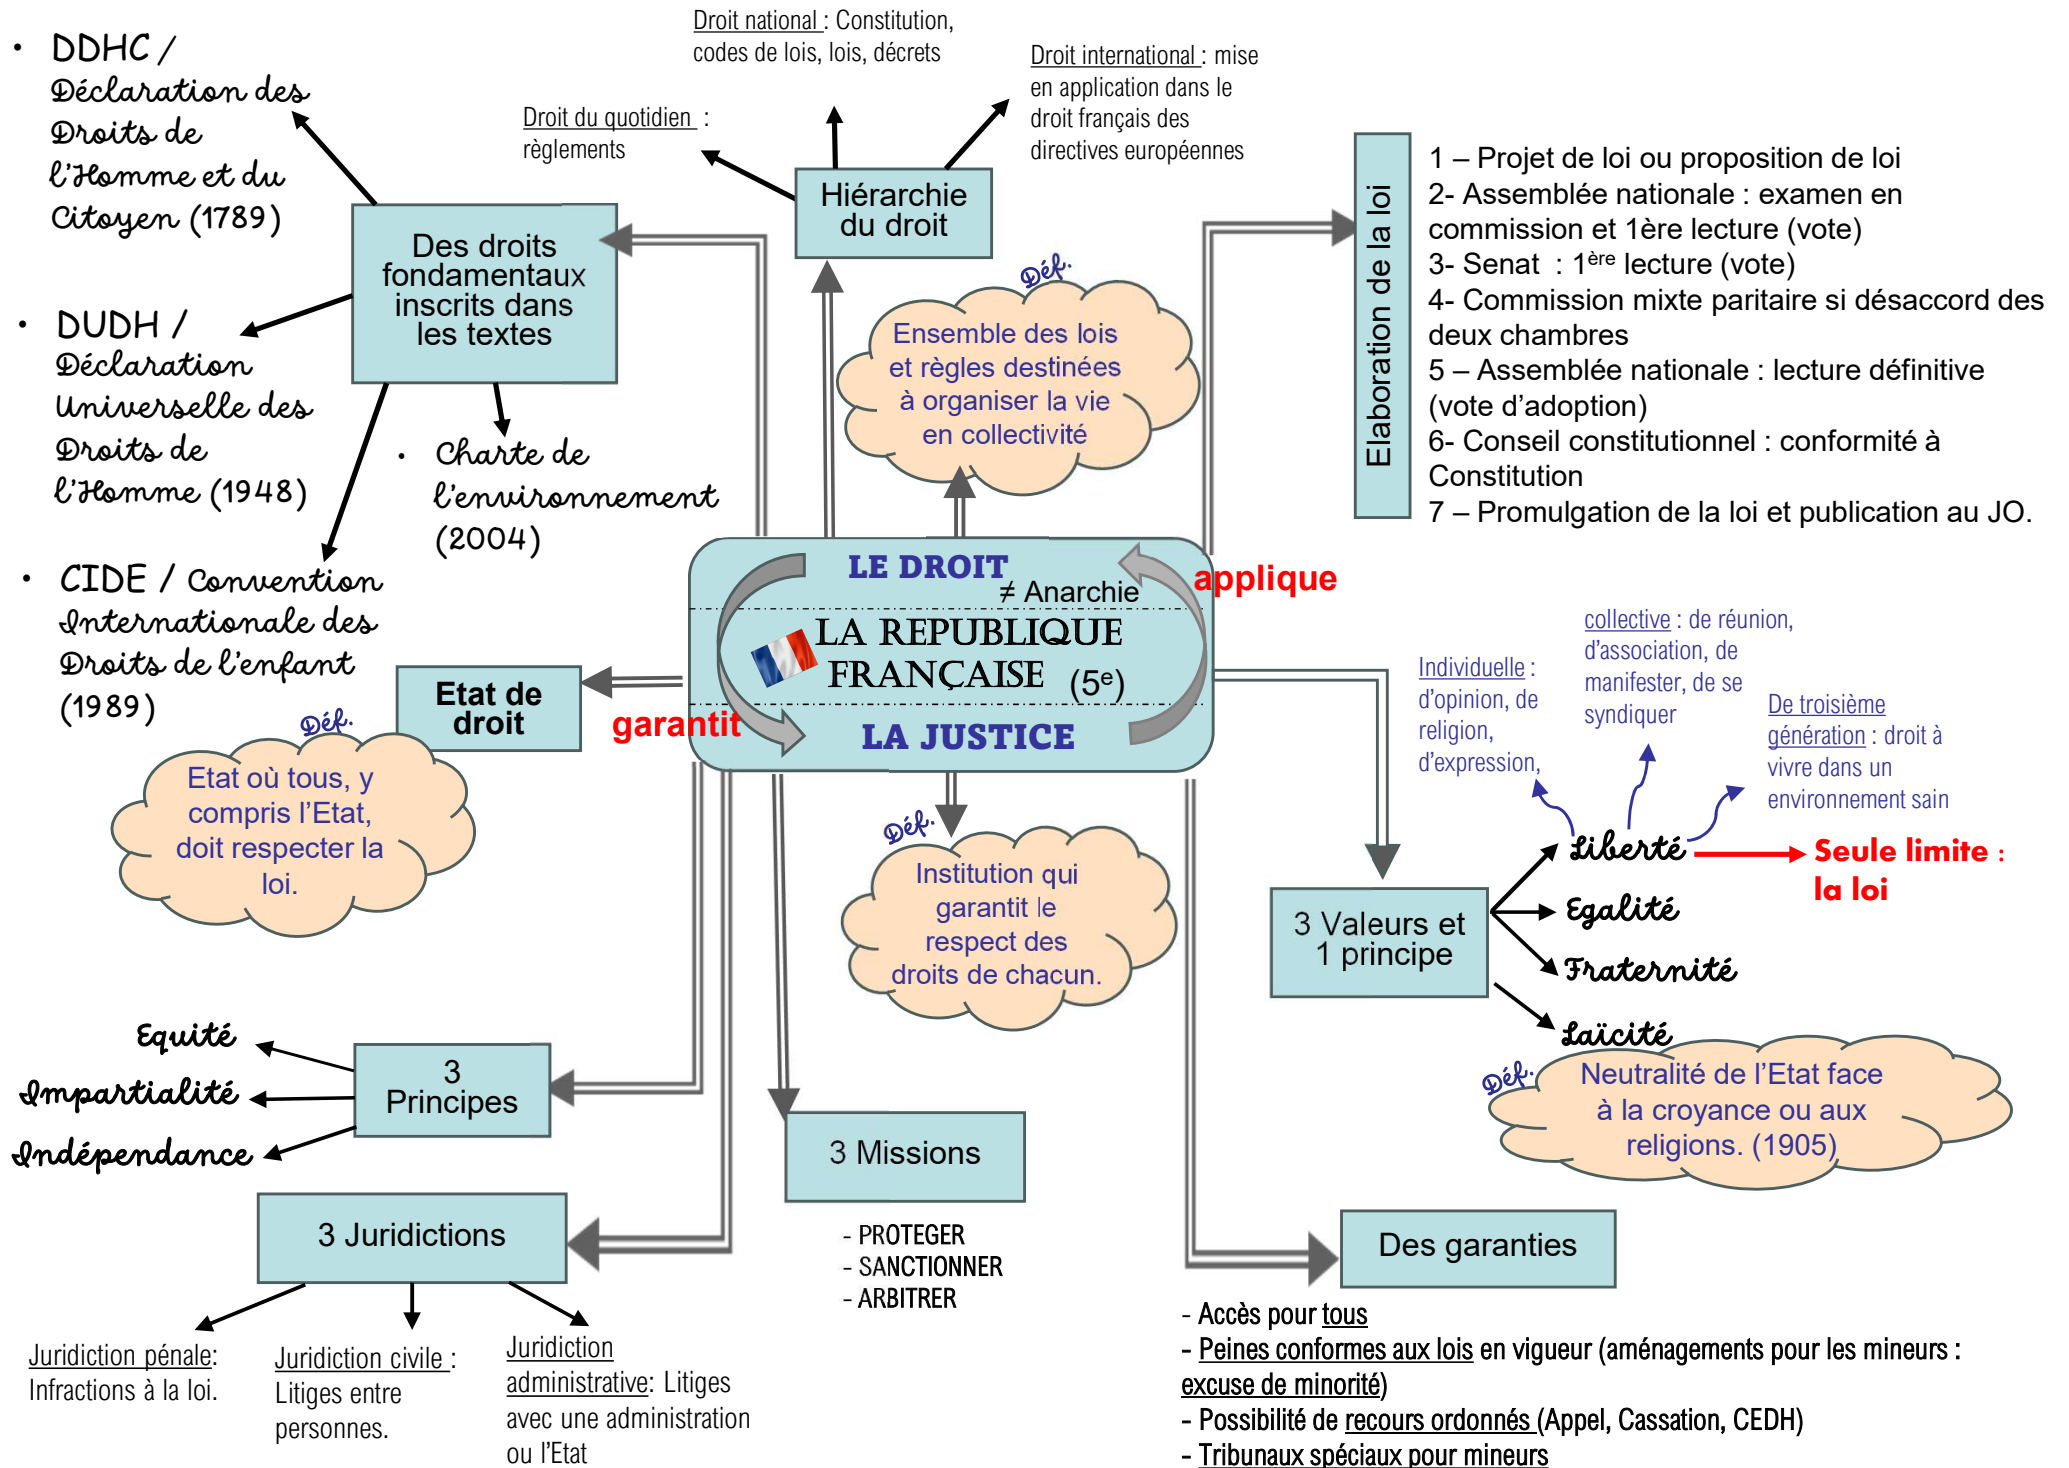 • DDHC /
Déclaration des
Droits de
l'Homme et du
Citoyen (1789)
• DUDH /
Déclaration
Universelle des
Droits de
l'Homme (1948)
• CIDE / Convention
Internationale des
Droits de l'enfant
(1989)
• Charte de
l'environnement
(2004)
Des droits
fondamentaux
inscrits dans
les textes
Droit du quotidien :
règlements
Droit national : Constitution,
codes de lois, lois, décrets
Droit international : mise
en application dans le
droit français des
directives européennes
Hiérarchie
du droit
Déf.
Ensemble des lois
et règles destinées
à organiser la vie
en collectivité
Elaboration de la loi
1 – Projet de loi ou proposition de loi
2- Assemblée nationale : examen en
commission et 1ère lecture (vote)
3- Senat : 1ère lecture (vote)
4- Commission mixte paritaire si désaccord des
deux chambres
5 – Assemblée nationale : lecture définitive
(vote d'adoption)
6- Conseil constitutionnel : conformité à
Constitution
7 – Promulgation de la loi et publication au JO.
LE DROIT
≠ Anarchie
applique
LA REPUBLIQUE
FRANÇAISE (5e)
garantit
LA JUSTICE
Etat de
droit
Déf.
Etat où tous, y
compris l'Etat,
doit respecter la
loi.
Déf.
Institution qui
garantit le
respect des
droits de chacun.
Individuelle :
d'opinion, de
religion,
d'expression,
collective : de réunion,
d'association, de
manifester, de se
syndiquer
De troisième
génération : droit à
vivre dans un
environnement sain
3 Valeurs et
1 principe
Liberté
Seule limite :
la loi
Egalité
Fraternité
Laïcité
Déf.
Neutralité de l'Etat face
à la croyance ou aux
religions. (1905)
3
Principes
Equité
Impartialité
Indépendance
3 Missions
- PROTEGER
- SANCTIONNER
- ARBITRER
3 Juridictions
Juridiction pénale:
Infractions à la loi.
Juridiction civile :
Litiges entre
personnes.
Juridiction
administrative: Litiges
avec une administration
ou l'Etat
Des garanties
- Accès pour tous
- Peines conformes aux lois en vigueur (aménagements pour les mineurs :
excuse de minorité)
- Possibilité de recours ordonnés (Appel, Cassation, CEDH)
- Tribunaux spéciaux pour mineurs